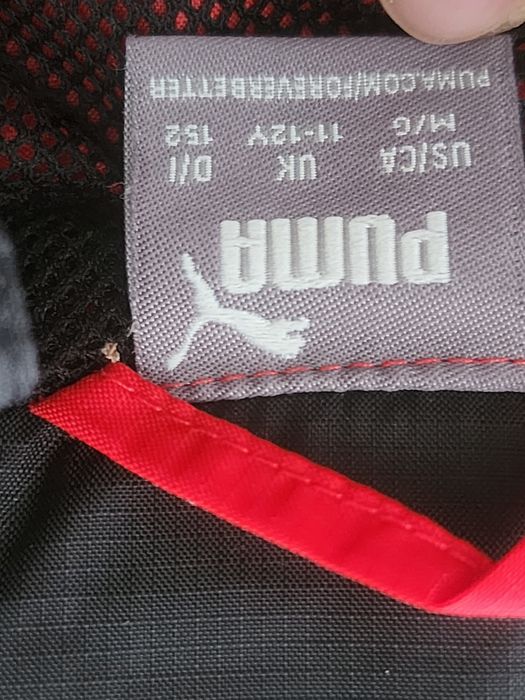 PUMA
US/CA UK D/I
M/G 11-12Y 152
PUMA.COM/FOREVERBETTER